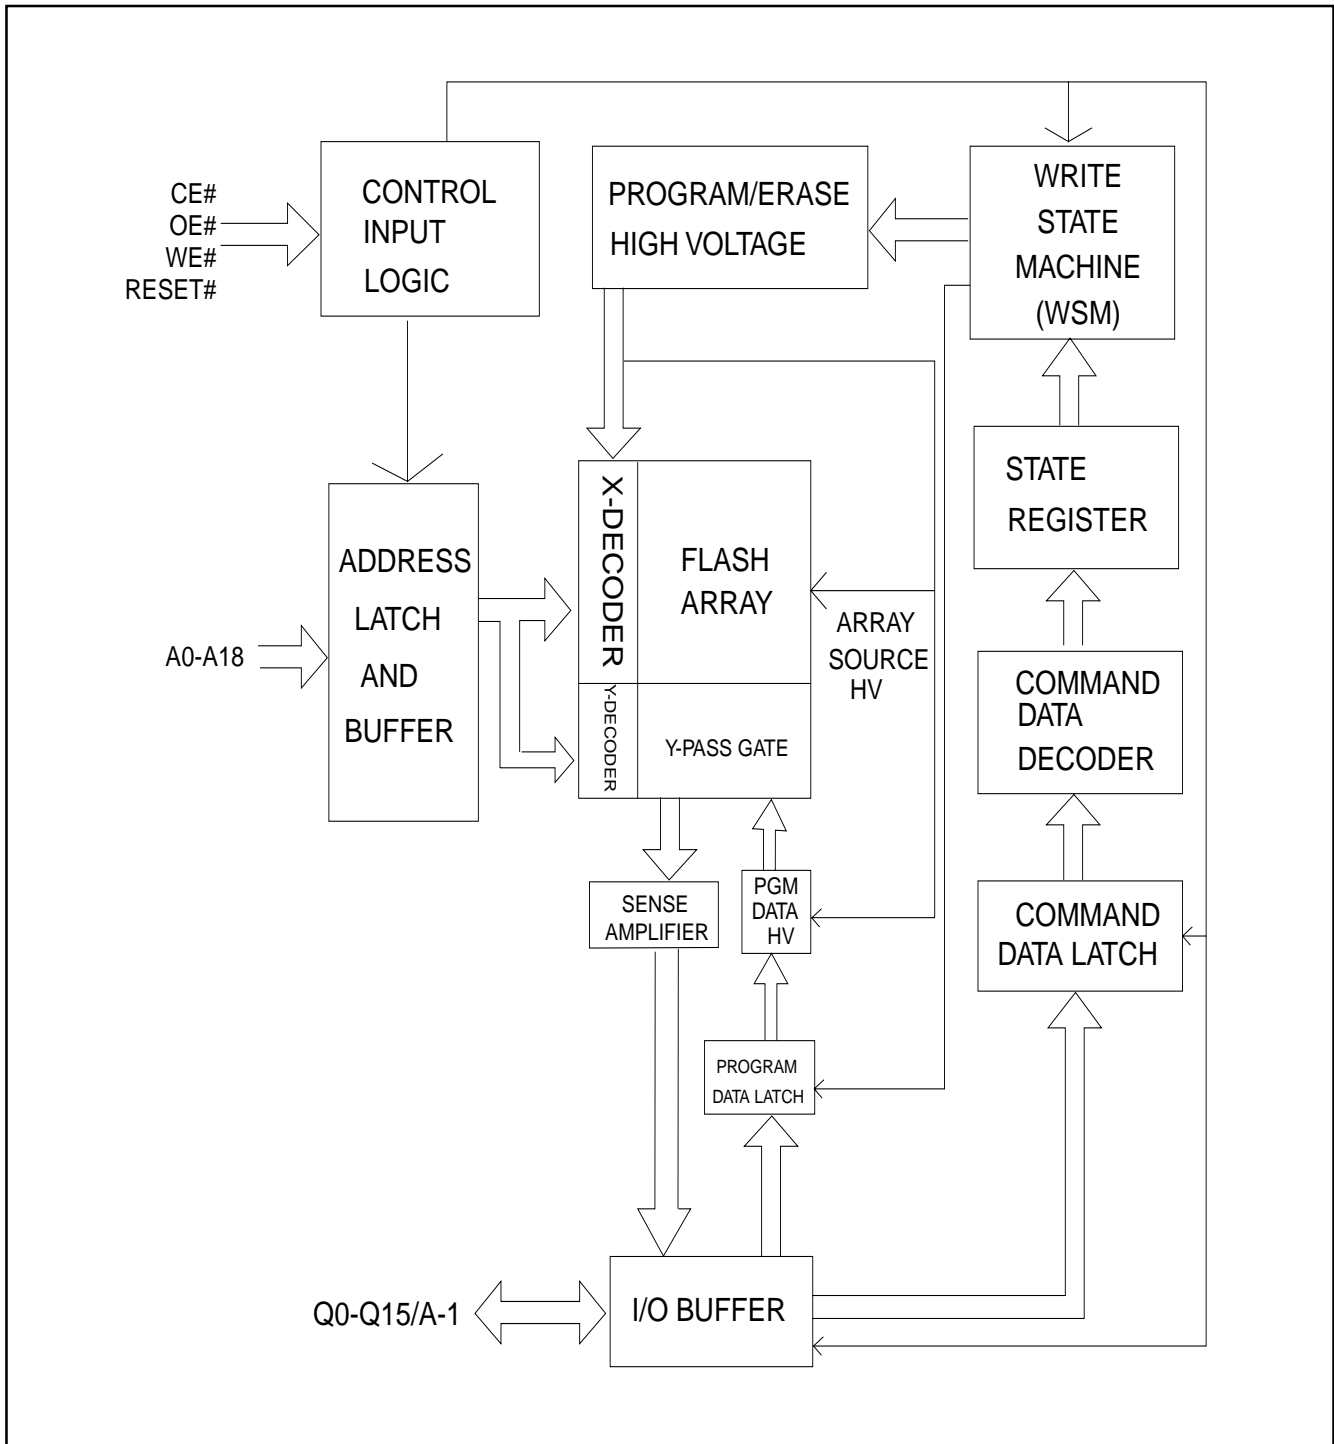 CE#
OE#
WE#
RESET#
CONTROL
INPUT
LOGIC
PROGRAM/ERASE
HIGH VOLTAGE
WRITE
STATE
MACHINE
(WSM)
STATE
REGISTER
A0-A18
ADDRESS
LATCH
AND
BUFFER
X-DECODER
FLASH
ARRAY
Y-DECODER
Y-PASS GATE
ARRAY
SOURCE
HV
COMMAND
DATA
DECODER
SENSE
AMPLIFIER
PGM
DATA
HV
COMMAND
DATA LATCH
PROGRAM
DATA LATCH
Q0-Q15/A-1
I/O BUFFER